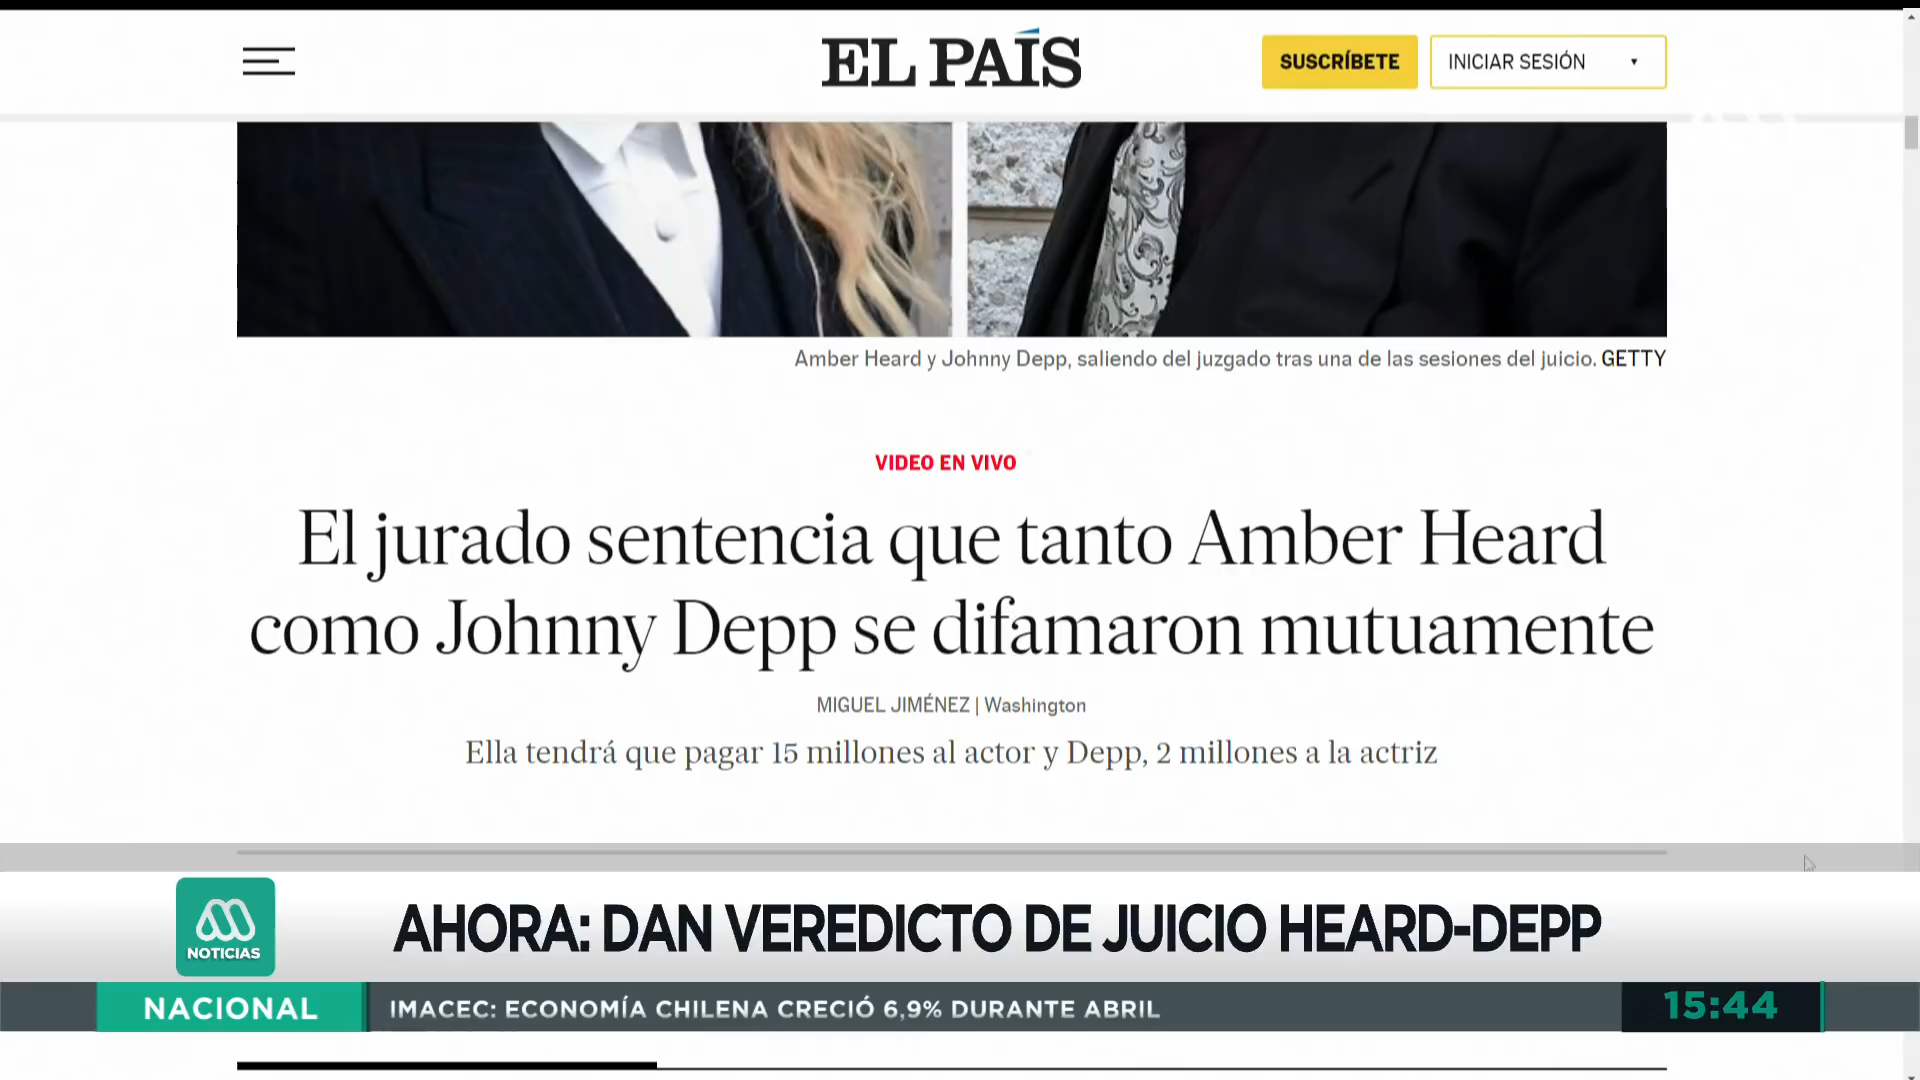 EL PAÍS
SUSCRÍBETE
INICIAR SESIÓN
Amber Heard y Johnny Depp, saliendo del juzgado tras una de las sesiones del juicio. GETTY
VIDEO EN VIVO
El jurado sentencia que tanto Amber Heard
como Johnny Depp se difamaron mutuamente
MIGUEL JIMÉNEZ | Washington
Ella tendrá que pagar 15 millones al actor y Depp, 2 millones a la actriz
NOTICIAS
AHORA: DAN VEREDICTO DE JUICIO HEARD-DEPP
NACIONAL
IMACEC: ECONOMÍA CHILENA CRECIÓ 6,9% DURANTE ABRIL
15:44